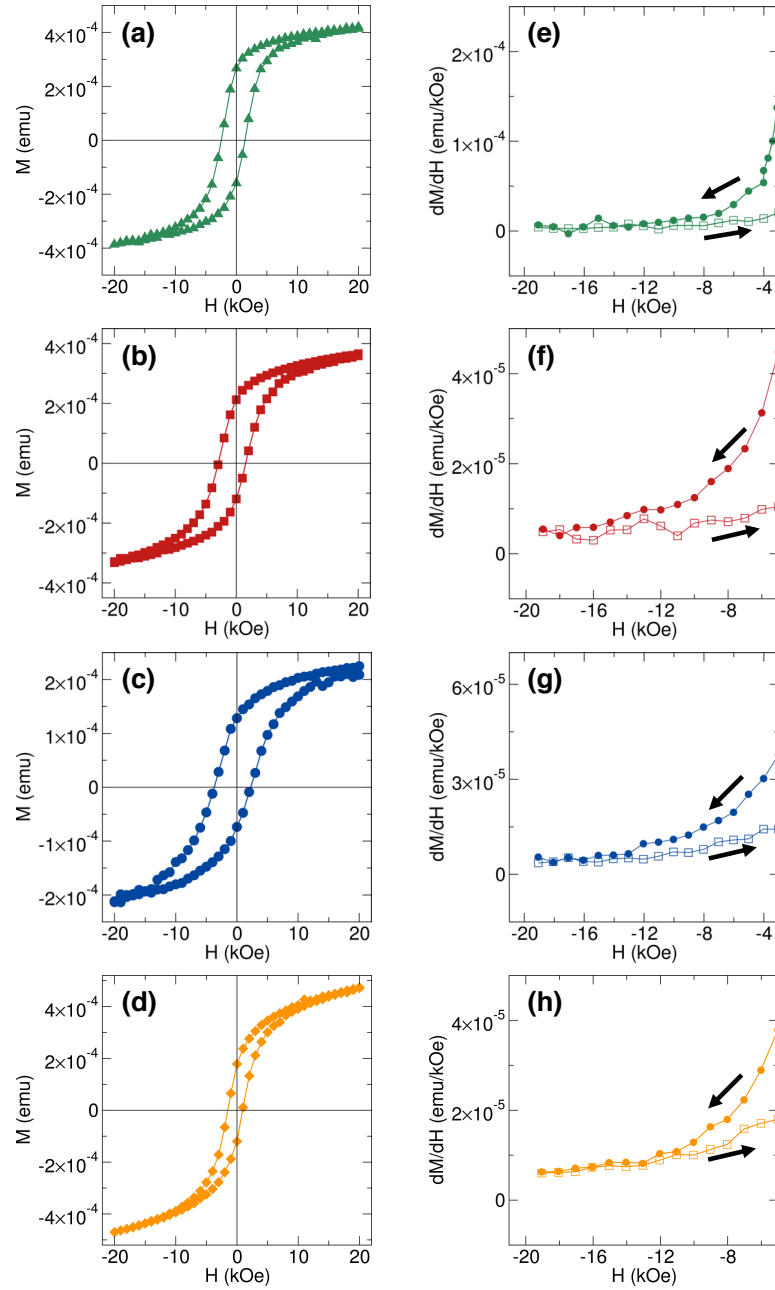 (a)
4×10⁻⁴
2×10⁻⁴
0
-2×10⁻⁴
-4×10⁻⁴
M (emu)
-20 -10 0 10 20
H (kOe)
(e)
2×10⁻⁴
1×10⁻⁴
0
dM/dH (emu/kOe)
-20 -16 -12 -8 -4
H (kOe)
(b)
4×10⁻⁴
2×10⁻⁴
0
-2×10⁻⁴
-4×10⁻⁴
M (emu)
-20 -10 0 10 20
H (kOe)
(f)
4×10⁻⁵
2×10⁻⁵
0
dM/dH (emu/kOe)
-20 -16 -12 -8
H (kOe)
(c)
2×10⁻⁴
1×10⁻⁴
0
-1×10⁻⁴
-2×10⁻⁴
M (emu)
-20 -10 0 10 20
H (kOe)
(g)
6×10⁻⁵
3×10⁻⁵
0
dM/dH (emu/kOe)
-20 -16 -12 -8 -4
H (kOe)
(d)
4×10⁻⁴
2×10⁻⁴
0
-2×10⁻⁴
-4×10⁻⁴
M (emu)
-20 -10 0 10 20
H (kOe)
(h)
4×10⁻⁵
2×10⁻⁵
0
dM/dH (emu/kOe)
-20 -16 -12 -8
H (kOe)